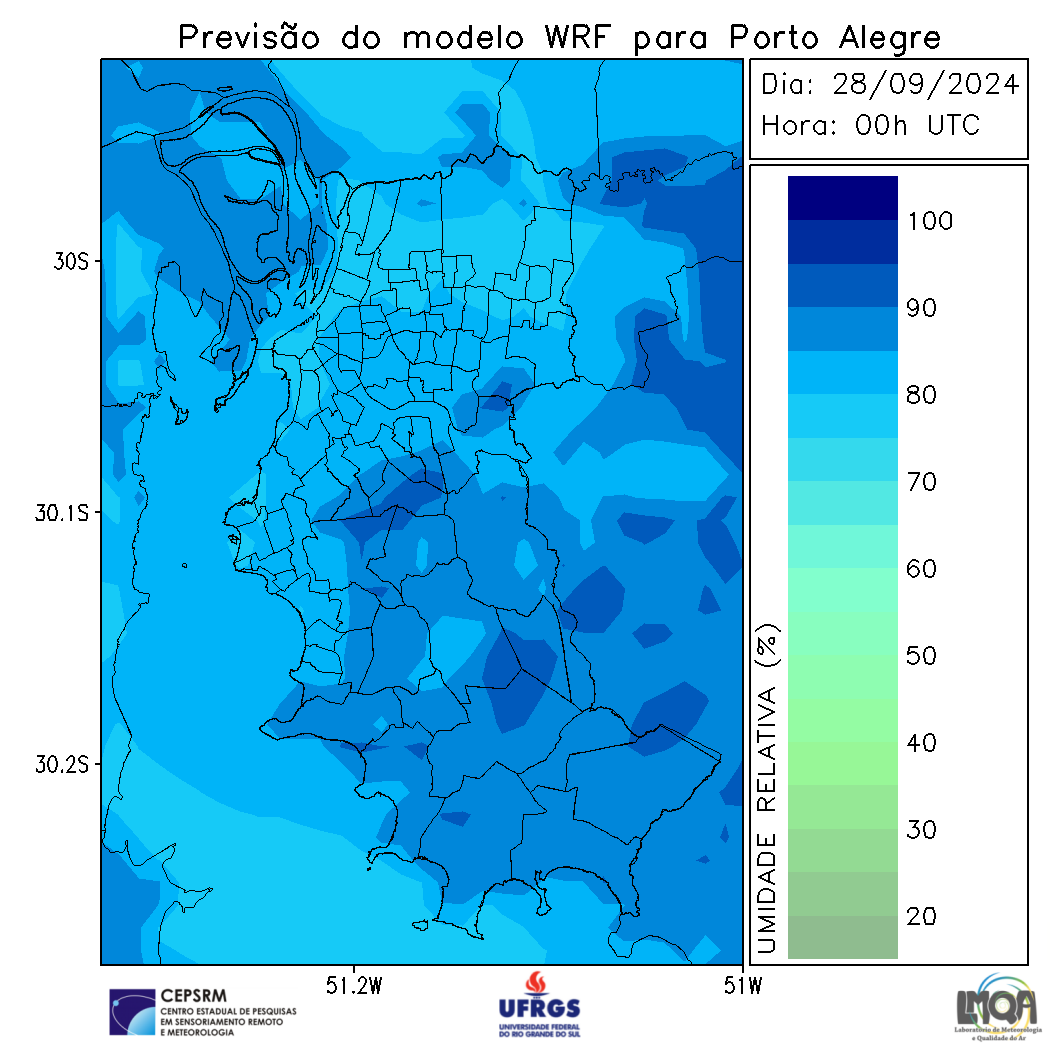 Previsão do modelo WRF para Porto Alegre
Dia: 28/09/2024
Hora: 00h UTC
100
90
80
70
60
50
40
30
20
UMIDADE RELATIVA (%)
30S
30.1S
30.2S
51.2W
51W
CEPSRM
CENTRO ESTADUAL DE PESQUISAS
EM SENSORIAMENTO REMOTO
E METEOROLOGIA
UFRGS
UNIVERSIDADE FEDERAL
DO RIO GRANDE DO SUL
LMQA
Laboratório de Meteorologia
e Qualidade do Ar